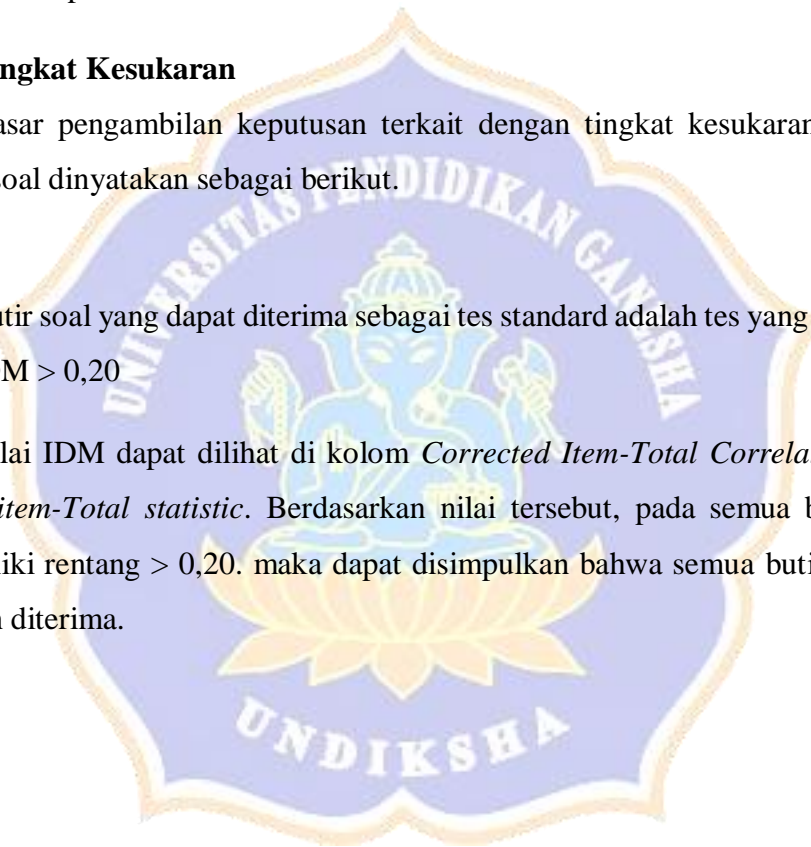 ngkat Kesukaran
asar pengambilan keputusan terkait dengan tingkat kesukaran
soal dinyatakan sebagai berikut.
UNIVERSITAS PENDIDIKAN GANESHA
utir soal yang dapat diterima sebagai tes standard adalah tes yang
M > 0,20
lai IDM dapat dilihat di kolom Corrected Item-Total Correla
item-Total statistic. Berdasarkan nilai tersebut, pada semua b
iki rentang > 0,20. maka dapat disimpulkan bahwa semua buti
n diterima.
UNDIKSHA